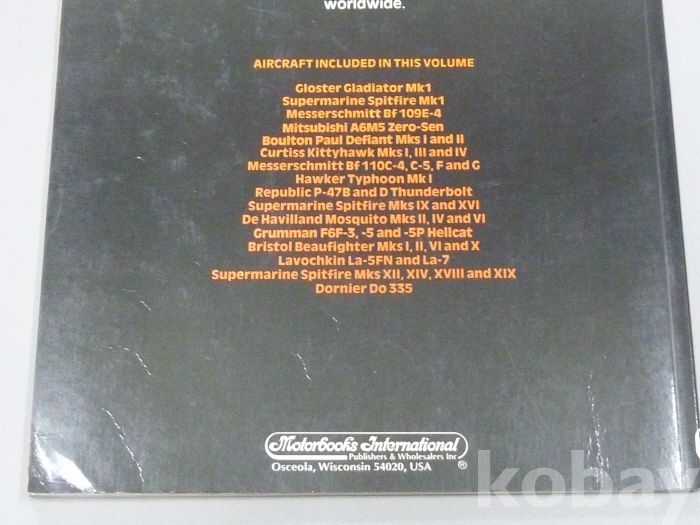 worldwide.
AIRCRAFT INCLUDED IN THIS VOLUME
Gloster Gladiator Mk1
Supermarine Spitfire Mk1
Messerschmitt Bf 109E-4
Mitsubishi A6M5 Zero-Sen
Boulton Paul Defiant Mks I and II
Curtiss Kittyhawk Mks I, III and IV
Messerschmitt Bf 110C-4, C-5, F and G
Hawker Typhoon Mk I
Republic P-47B and D Thunderbolt
Supermarine Spitfire Mks IX and XVI
De Havilland Mosquito Mks II, IV and VI
Grumman F6F-3, -5 and -5P Hellcat
Bristol Beaufighter Mks I, II, VI and X
Lavochkin La-5FN and La-7
Supermarine Spitfire Mks XII, XIV, XVIII and XIX
Dornier Do 335
Motorbooks International
Publishers & Wholesalers Inc
Osceola, Wisconsin 54020, USA ®
kobay